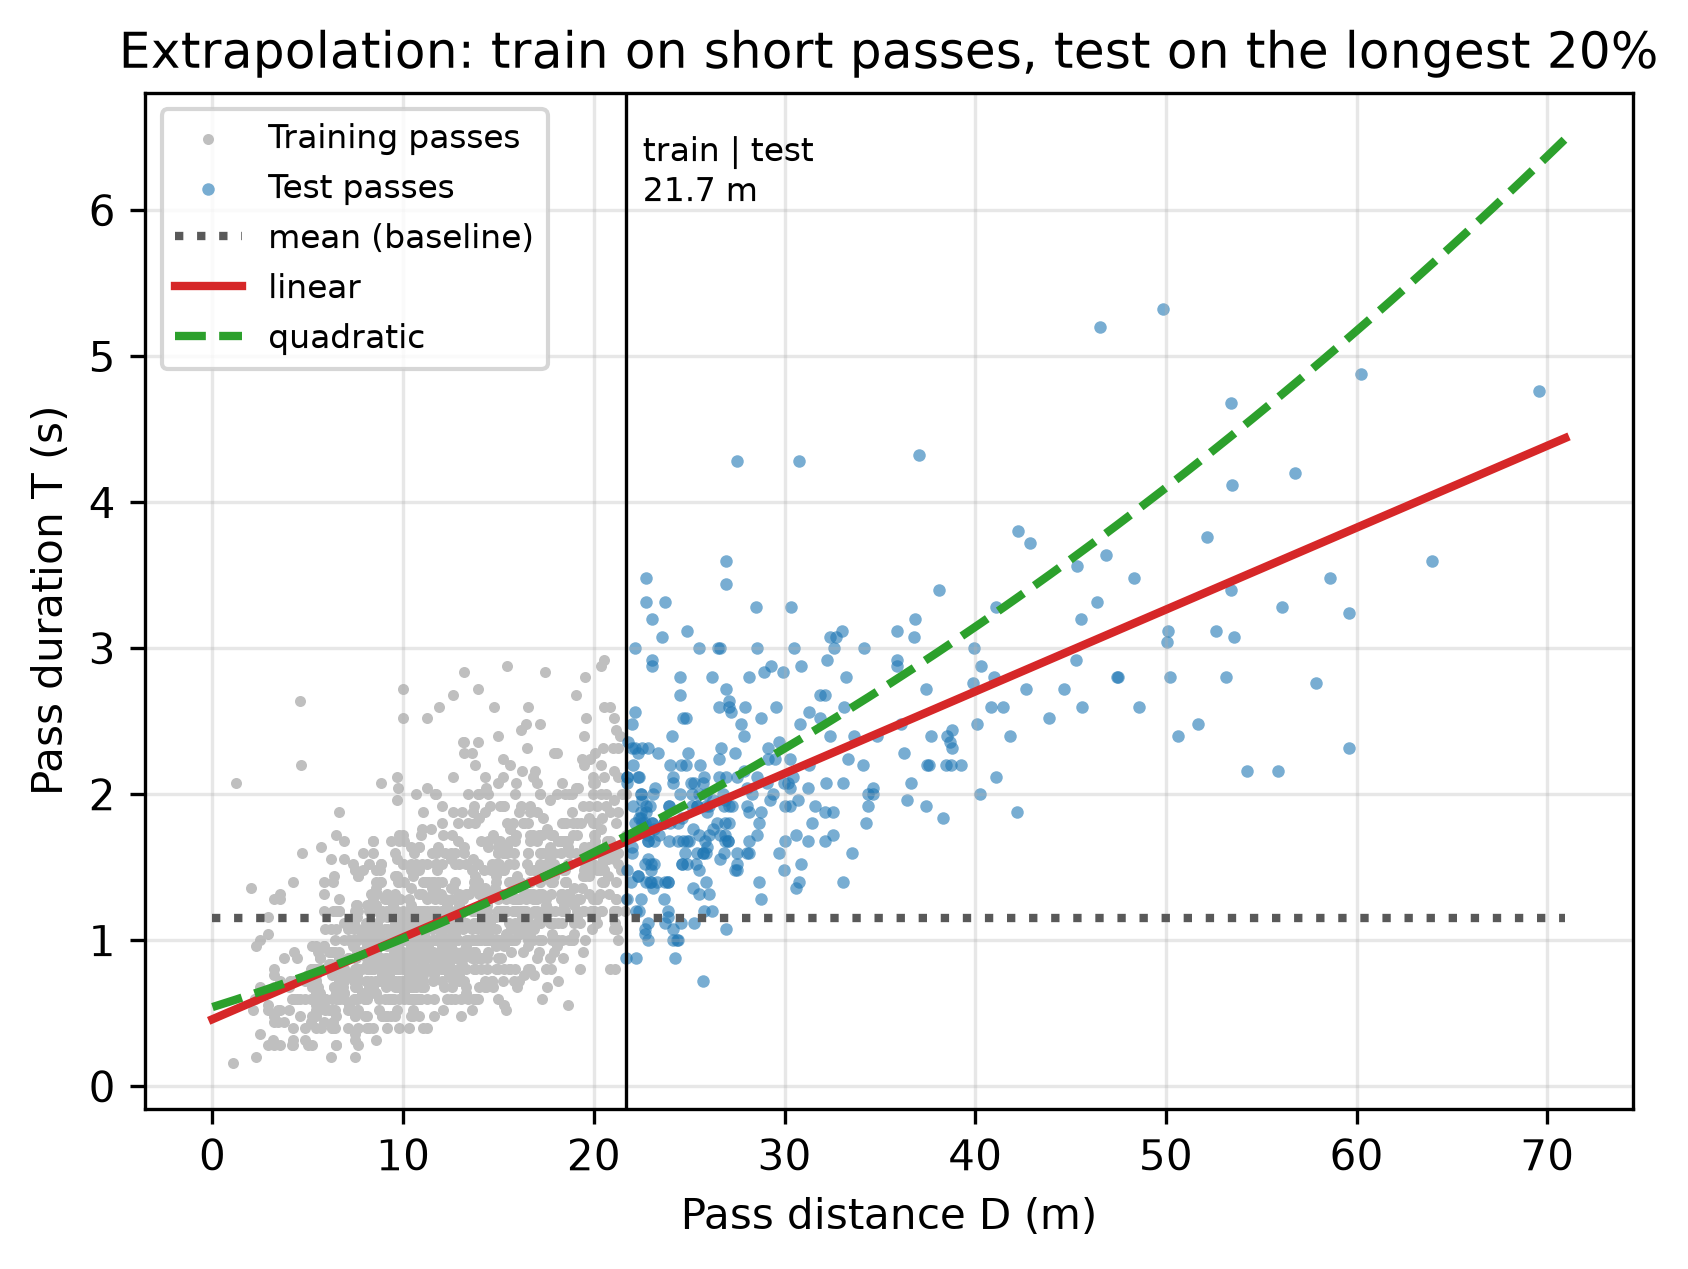 Extrapolation: train on short passes, test on the longest 20%
Training passes
Test passes
mean (baseline)
linear
quadratic
train | test
21.7 m
Pass duration T (s)
6
5
4
3
2
1
0
0 10 20 30 40 50 60 70
Pass distance D (m)